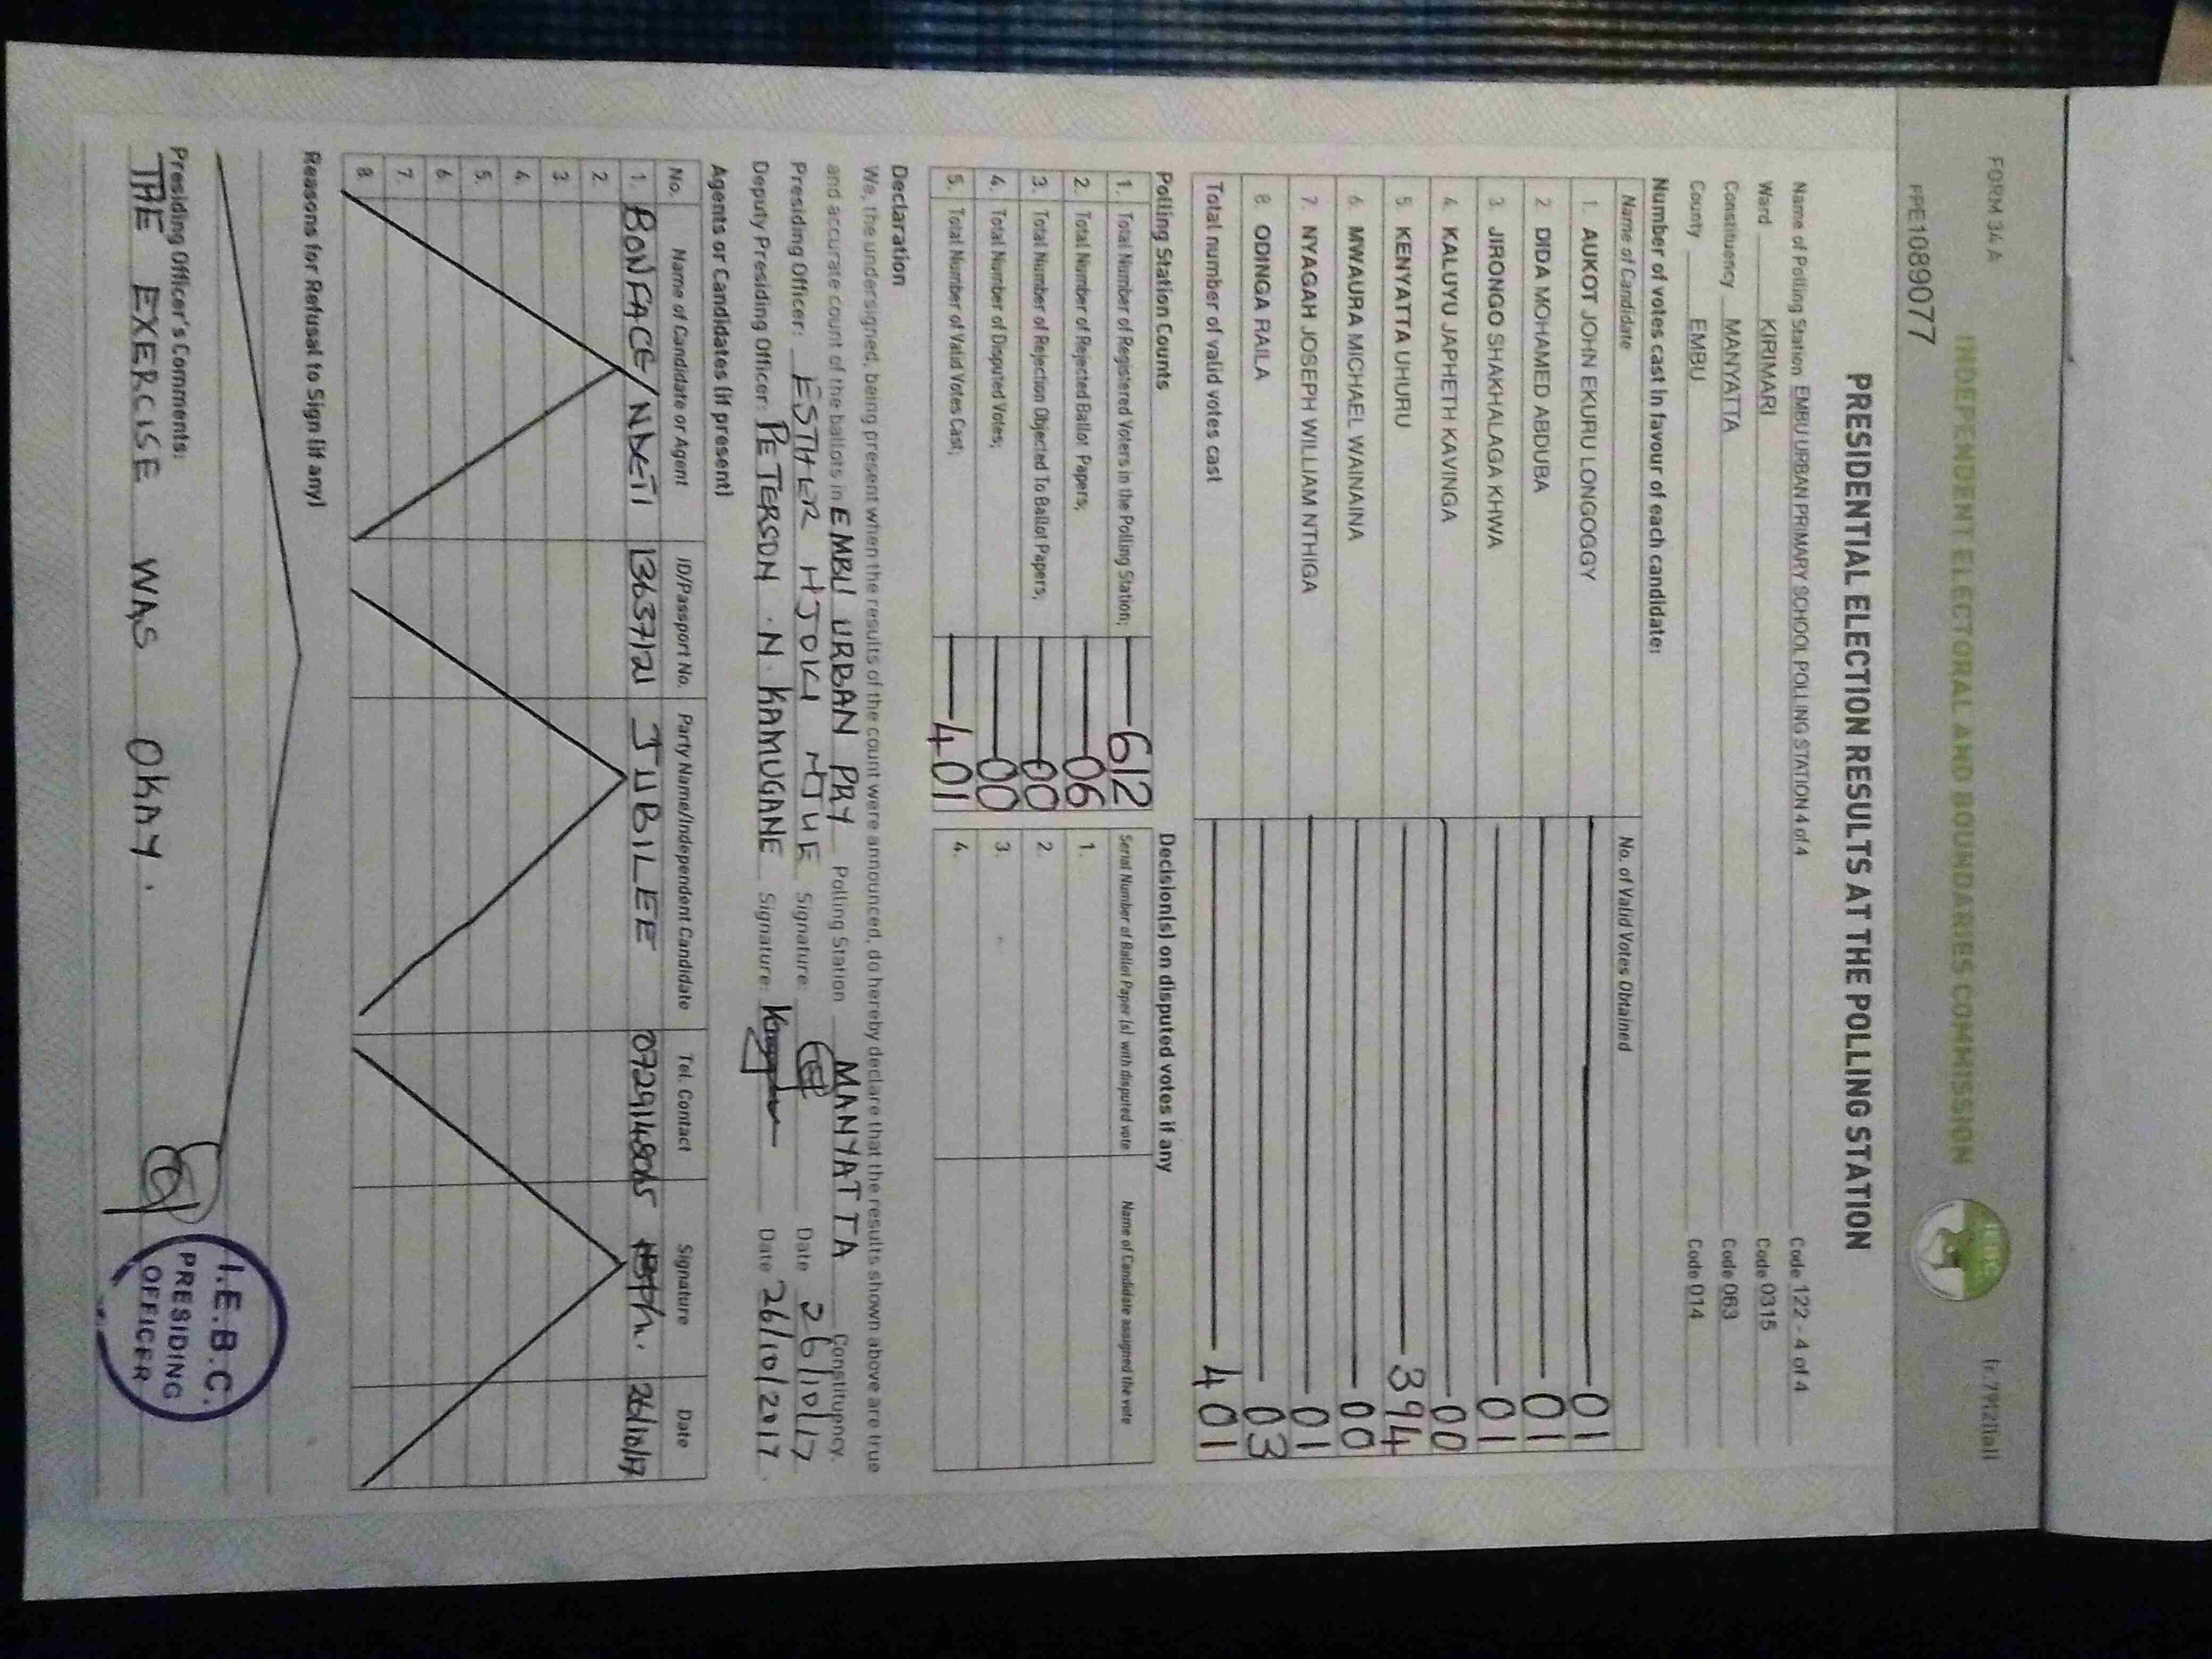 FORM 34A
INDEPENDENT ELECTORAL AND BOUNDARIES COMMISSION
PPE1089077
PRESIDENTIAL ELECTION RESULTS AT THE POLLING STATION
Name of Polling Station EMBU URBAN PRIMARY SCHOOL POLLING STATION 4 of 4 Code 122 - 4 of 4
Ward KIRIMARI Code 0315
Constituency MANYATTA Code 063
County EMBU Code 014
Number of votes cast in favour of each candidate:
Name of Candidate No. of Valid Votes Obtained
1. AUKOT JOHN EKURU LONGOGGY 01
2. DIDA MOHAMED ABDUBA 01
3. JIRONGO SHAKHALAGA KHWA 01
4. KALUYU JAPHETH KAVINGA 00
5. KENYATTA UHURU 394
6. MWAURA MICHAEL WAINAINA 00
7. NYAGAH JOSEPH WILLIAM NTHIGA 01
8. ODINGA RAILA 03
Total number of valid votes cast 401
Polling Station Counts
1. Total Number of Registered Voters in the Polling Station; 612
2. Total Number of Rejected Ballot Papers; 06
3. Total Number of Rejection Objected To Ballot Papers; 00
4. Total Number of Disputed Votes; 00
5. Total Number of Valid Votes Cast; 401
Decision(s) on disputed votes if any
Serial Number of Ballot Paper (s) with disputed vote Name of Candidate assigned the vote
1.
2.
3.
4.
Declaration
We, the undersigned, being present when the results of the count were announced, do hereby declare that the results shown above are true
and accurate count of the ballots in EMBU URBAN PRY Polling Station MANYATTA Constituency.
Presiding Officer: ESTHER NJOKI NJUE Signature: Date 26/10/17
Deputy Presiding Officer: PETERSON .N. KAMUGANE Signature: Date 26/10/2017
Agents or Candidates (if present)
No. Name of Candidate or Agent ID/Passport No. Party Name/Independent Candidate Tel. Contact Signature Date
1. BONFACE 13637121 JUBILEE 26/10/17
2.
3.
4.
5.
6.
7.
8.
Reasons for Refusal to Sign (if any)
Presiding Officer's Comments:
THE EXERCISE WAS OKAY.
I.E.B.C.
PRESIDING
OFFICER